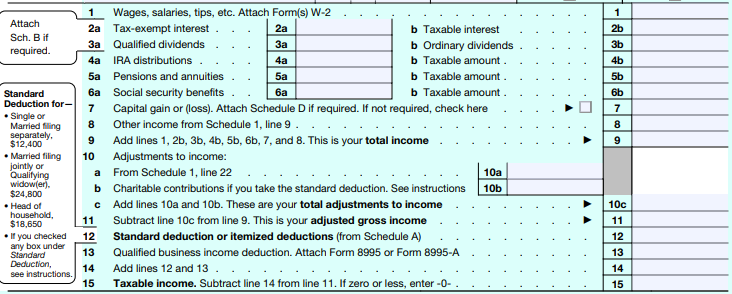 Attach
Sch. B if
required.
1 Wages, salaries, tips, etc. Attach Form(s) W-2 . . . . . . . . . . . . . . . . 1
2a Tax-exempt interest . . . 2a b Taxable interest . . . . . 2b
3a Qualified dividends . . . 3a b Ordinary dividends . . . . . 3b
4a IRA distributions . . . . 4a b Taxable amount . . . . . . 4b
5a Pensions and annuities . . 5a b Taxable amount . . . . . . 5b
6a Social security benefits . . 6a b Taxable amount . . . . . . 6b
7 Capital gain or (loss). Attach Schedule D if required. If not required, check here . . . . ▶ ☐ 7
8 Other income from Schedule 1, line 9 . . . . . . . . . . . . . . . . . . 8
9 Add lines 1, 2b, 3b, 4b, 5b, 6b, 7, and 8. This is your total income . . . . . . . . . ▶ 9
10 Adjustments to income:
a From Schedule 1, line 22 . . . . . . . . . . . . . 10a
b Charitable contributions if you take the standard deduction. See instructions 10b
c Add lines 10a and 10b. These are your total adjustments to income . . . . . . . . ▶ 10c
11 Subtract line 10c from line 9. This is your adjusted gross income . . . . . . . . . ▶ 11
12 Standard deduction or itemized deductions (from Schedule A) . . . . . . . . . . . 12
13 Qualified business income deduction. Attach Form 8995 or Form 8995-A . . . . . . . . 13
14 Add lines 12 and 13 . . . . . . . . . . . . . . . . . . . . . . . 14
15 Taxable income. Subtract line 14 from line 11. If zero or less, enter -0- . . . . . . . . . 15
Standard
Deduction for—
• Single or
Married filing
separately,
$12,400
• Married filing
jointly or
Qualifying
widow(er),
$24,800
• Head of
household,
$18,650
• If you checked
any box under
Standard
Deduction,
see instructions.